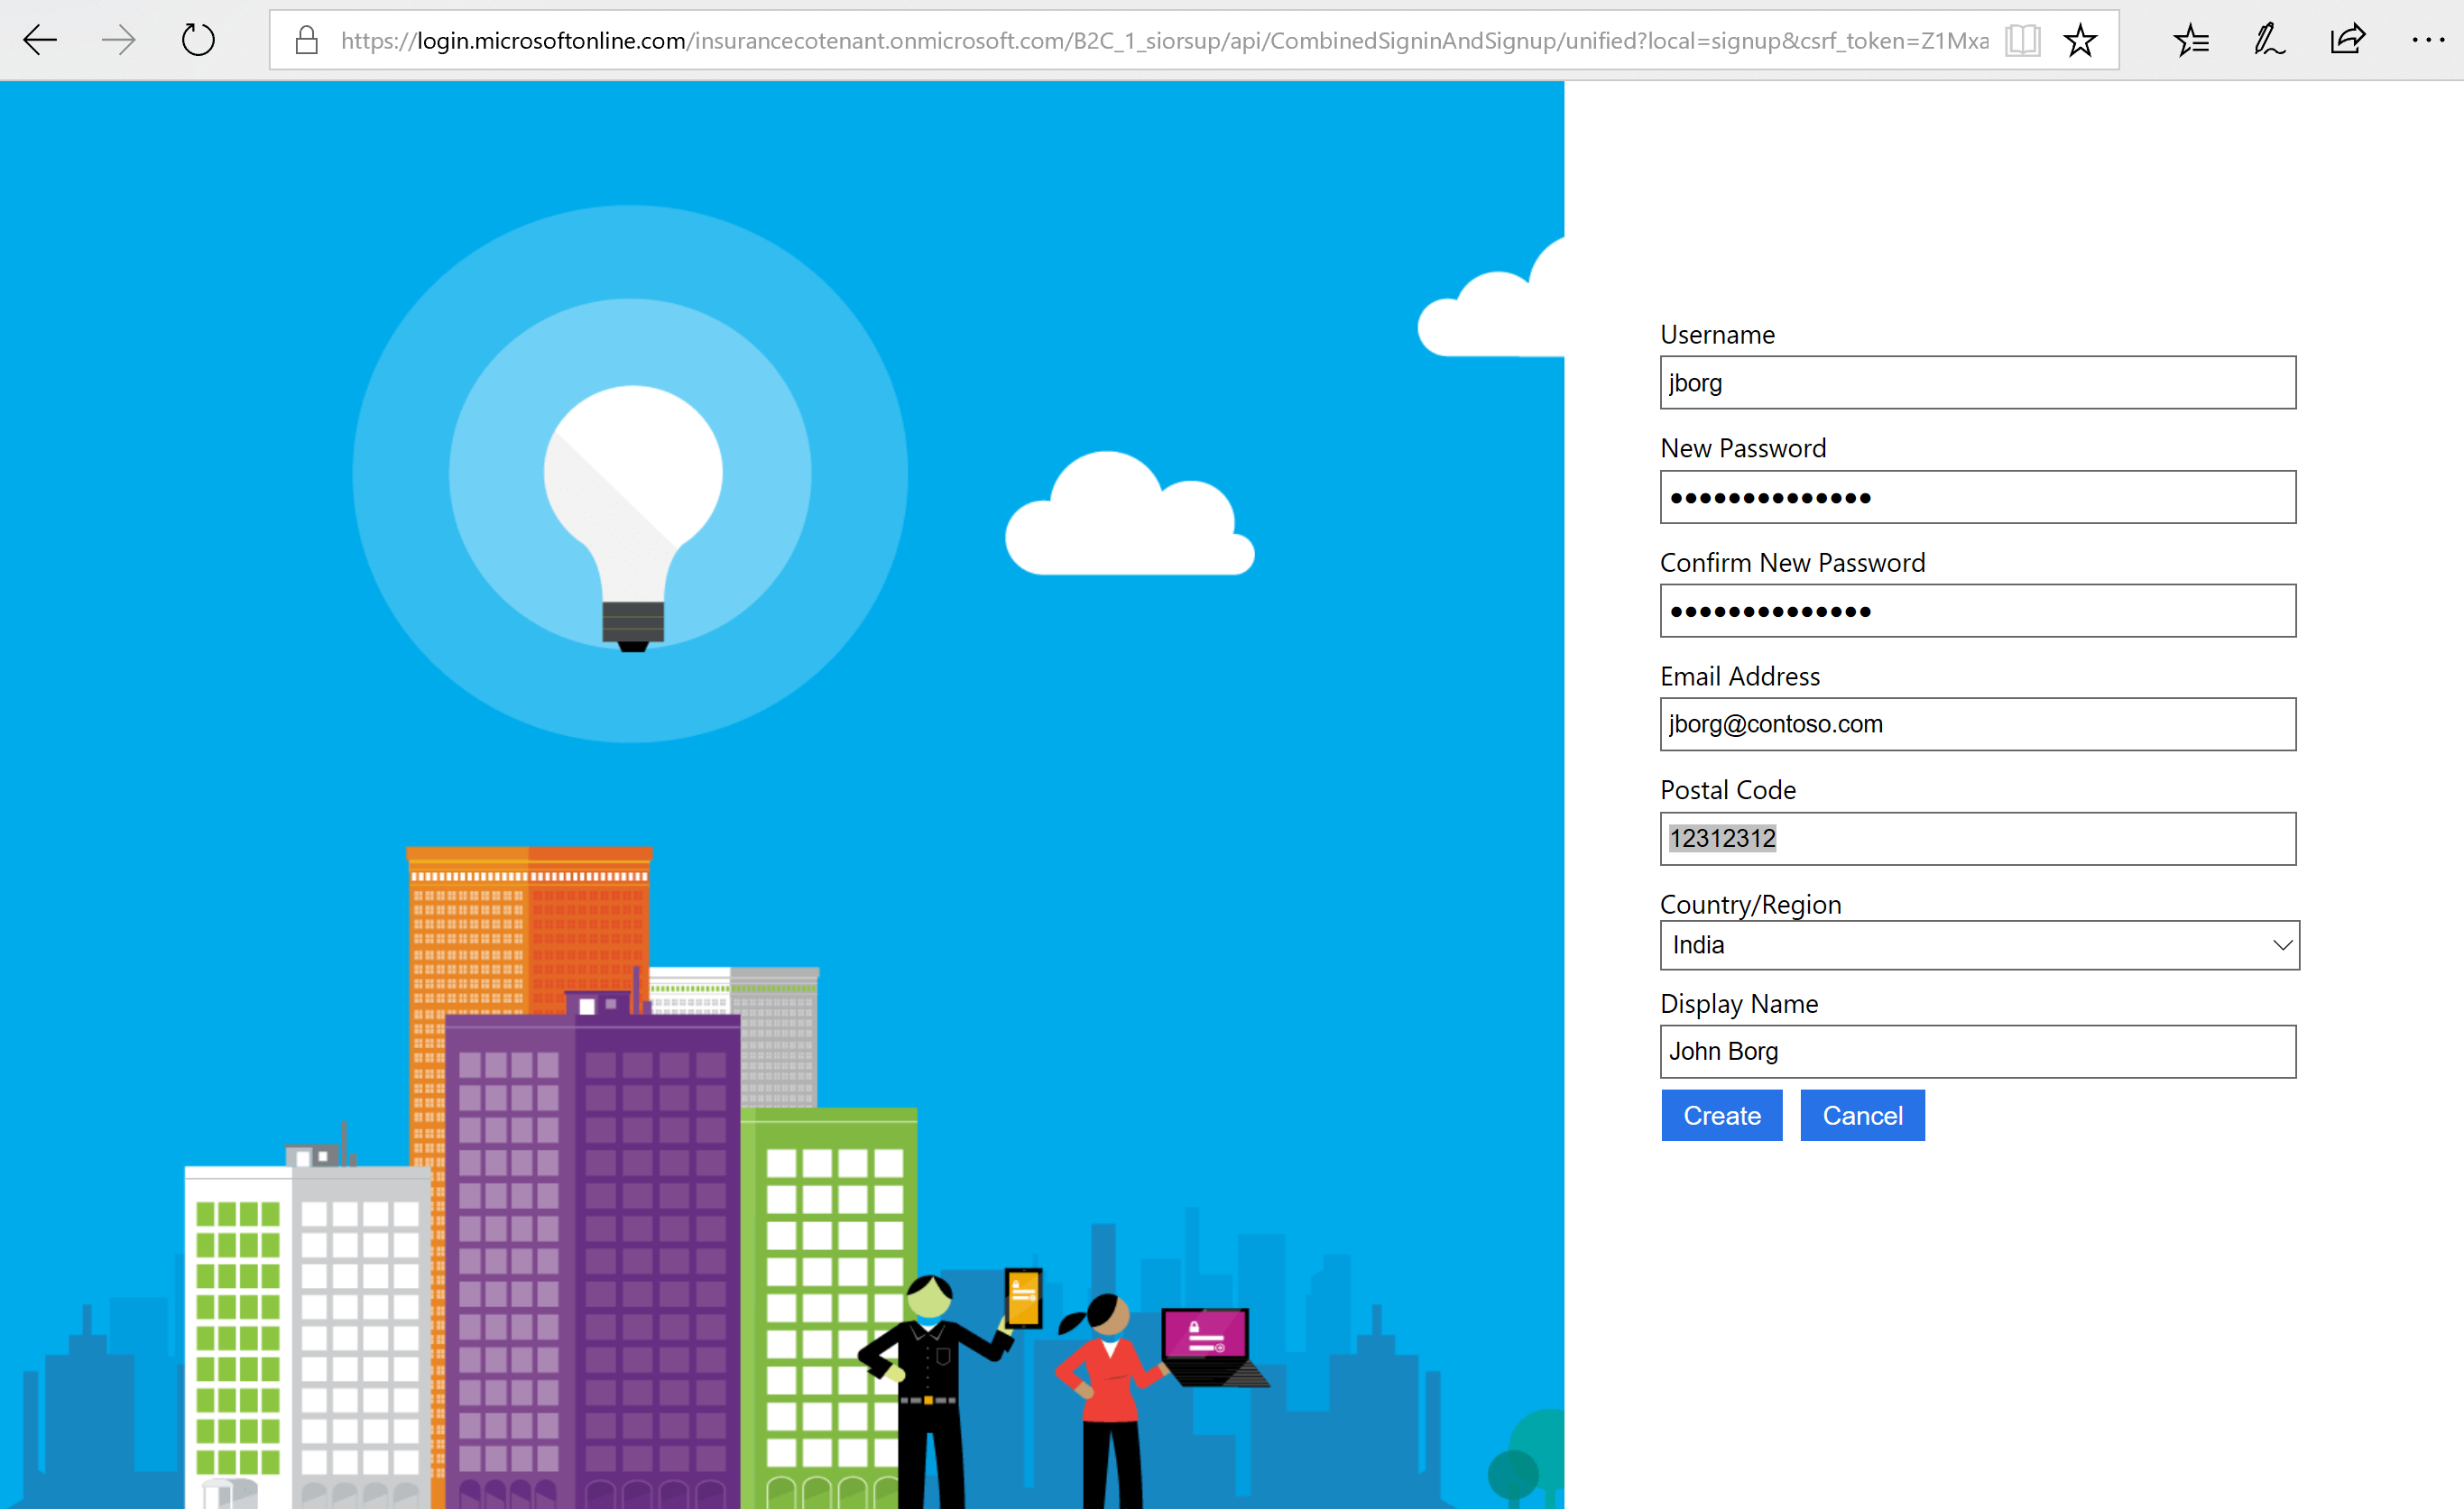 https://login.microsoftonline.com/insurancecotenant.onmicrosoft.com/B2C_1_siorsup/api/CombinedSigninAndSignup/unified?local=signup&csrf_token=Z1Mxa
Username
jborg
New Password
••••••••••••••
Confirm New Password
••••••••••••••
Email Address
jborg@contoso.com
Postal Code
12312312
Country/Region
India
Display Name
John Borg
Create Cancel